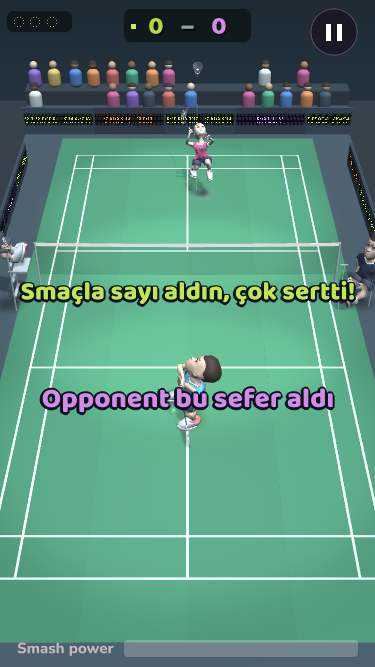 0 – 0
Smaçla sayı aldın, çok sertti!
Opponent bu sefer aldı
Smash power